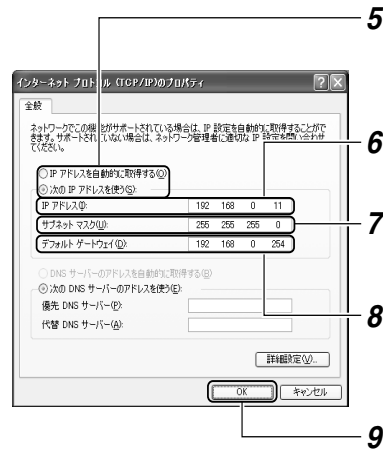 5
インターネット プロトコル (TCP/IP)のプロパティ
全般
ネットワークでこの機能がサポートされている場合は、IP 設定を自動的に取得することがで
きます。サポートされていない場合は、ネットワーク管理者に適切な IP 設定を問い合わせ
てください。
6
IP アドレスを自動的に取得する(O)
次の IP アドレスを使う(S):
IP アドレス(I): 192 168 0 11
7
サブネット マスク(U): 255 255 255 0
デフォルト ゲートウェイ(D): 192 168 0 254
DNS サーバーのアドレスを自動的に取得する(B)
次の DNS サーバーのアドレスを使う(E):
優先 DNS サーバー(P):
8
代替 DNS サーバー(A):
詳細設定(V)...
OK キャンセル
9